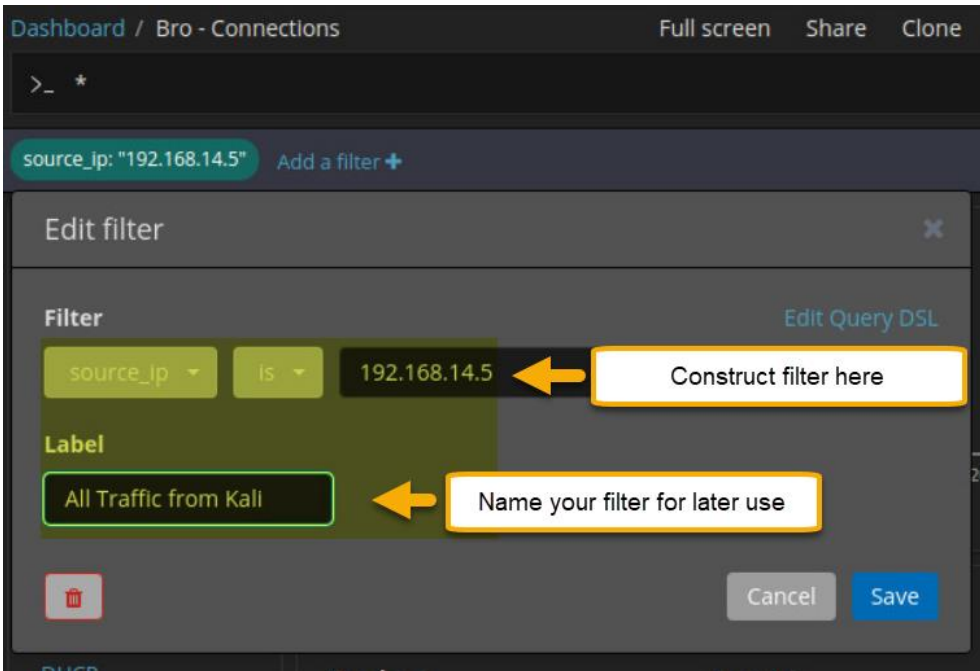 Dashboard / Bro - Connections Full screen Share Clone
>_ *
source_ip: "192.168.14.5" Add a filter +
Edit filter ×
Filter Edit Query DSL
source_ip is 192.168.14.5 Construct filter here
Label
All Traffic from Kali Name your filter for later use
Cancel Save
DHCP